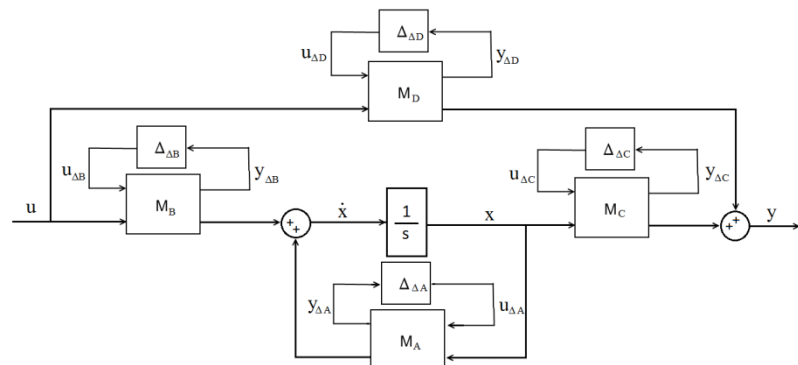 Δ_ΔD
u_ΔD
y_ΔD
M_D
Δ_ΔB
Δ_ΔC
u_ΔB
y_ΔB
u_ΔC
y_ΔC
M_B
M_C
u
+
+
ẋ
1
s
x
+
+
y
Δ_ΔA
y_ΔA
u_ΔA
M_A